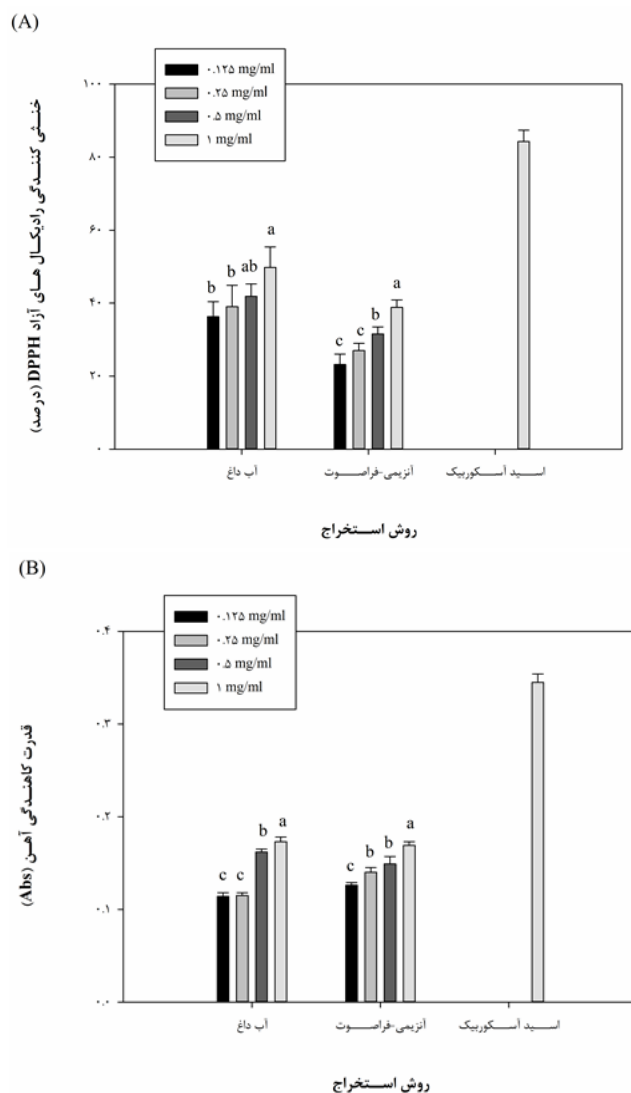 (A)
۰.۱۲۵ mg/ml
۰.۲۵ mg/ml
۰.۵ mg/ml
۱ mg/ml
خنثی کنندگی رادیکال های آزاد DPPH (درصد)
۱۰۰
۸۰
۶۰
۴۰
۲۰
۰
b b ab a
c c b a
آب داغ آنزیمی-فراصوت اسید آسکوربیک
روش استخراج
(B)
۰.۱۲۵ mg/ml
۰.۲۵ mg/ml
۰.۵ mg/ml
۱ mg/ml
قدرت کاهندگی آهن (Abs)
۰.۴
۰.۳
۰.۲
۰.۱
۰.۰
c c b a
c b b a
آب داغ آنزیمی-فراصوت اسید آسکوربیک
روش استخراج